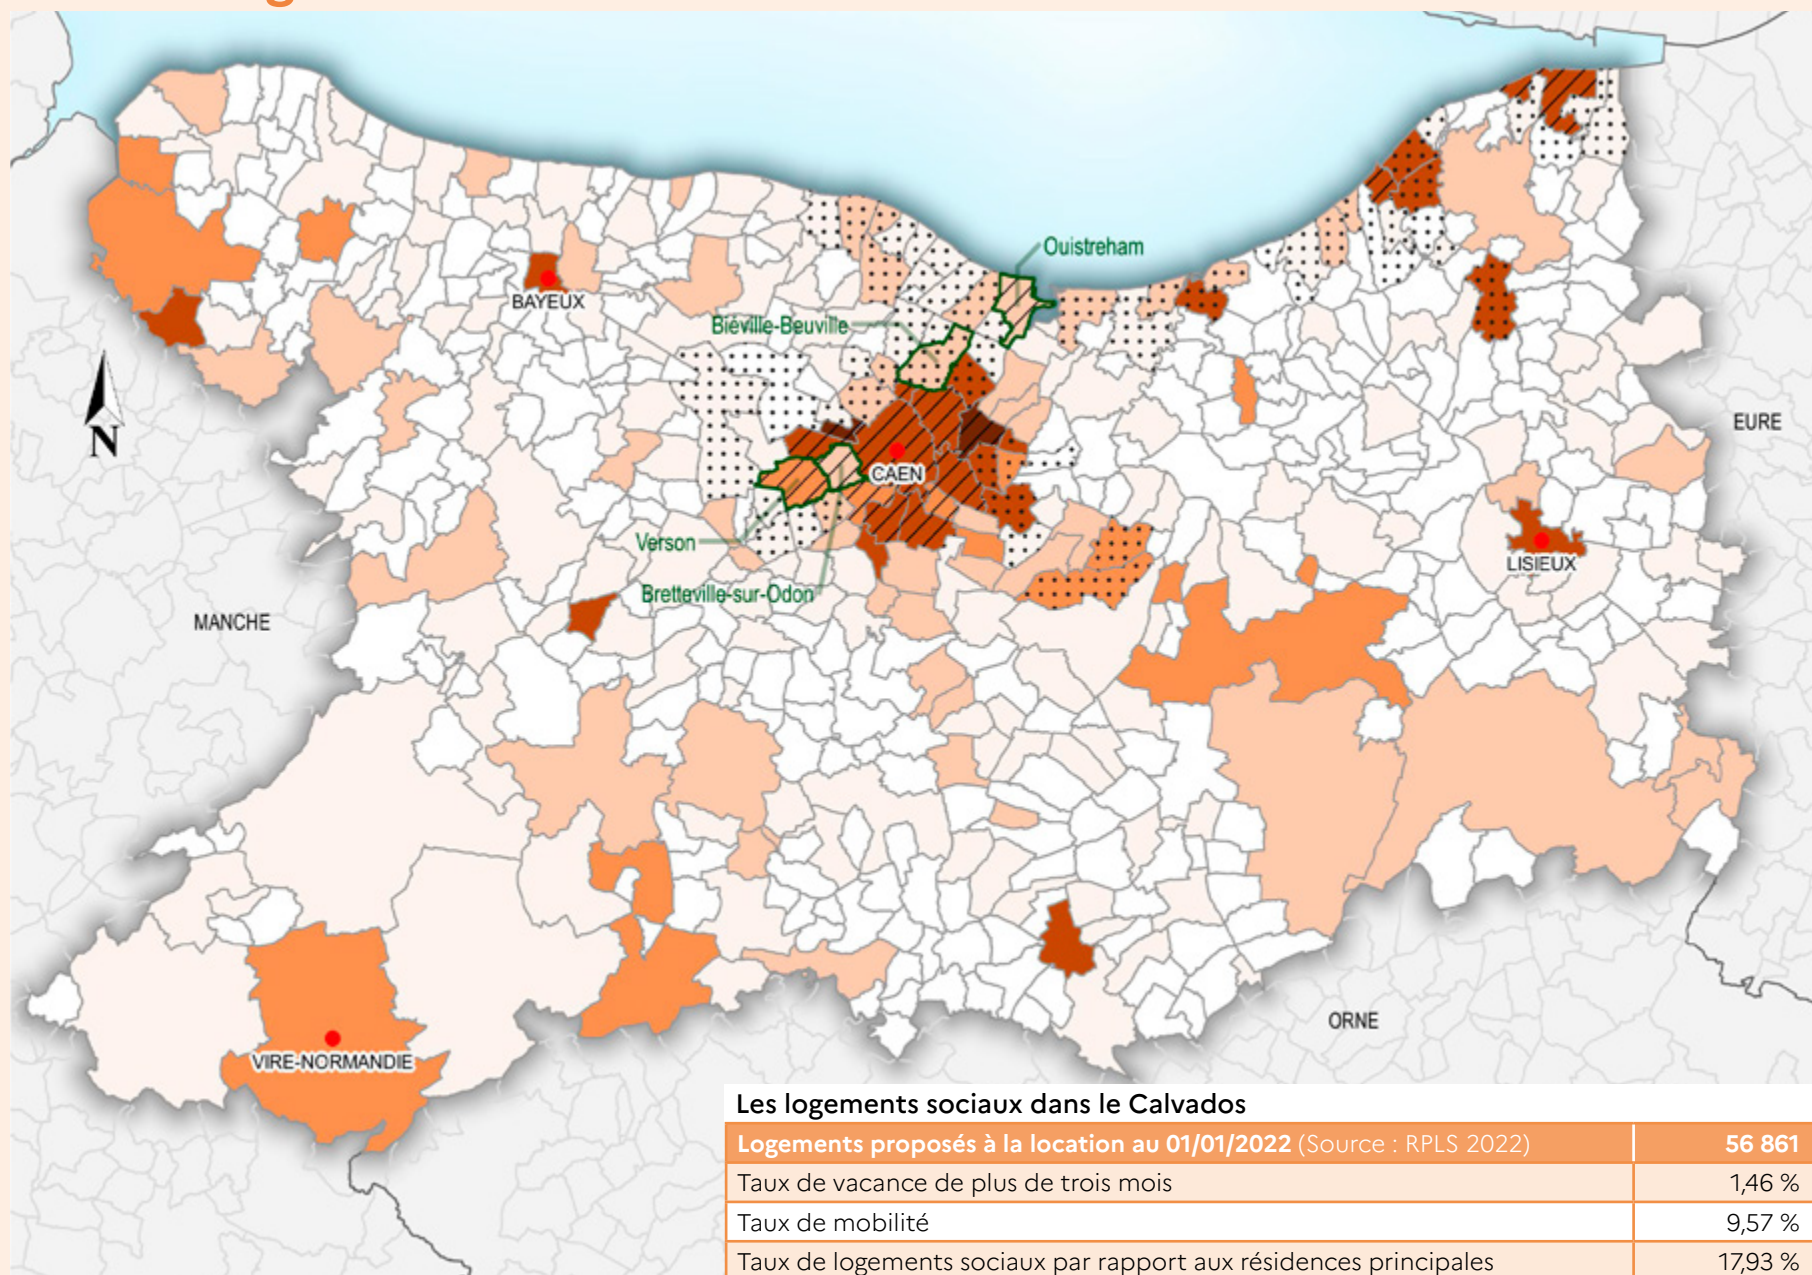 Ouistreham
BAYEUX
Biéville-Beuville
EURE
N
CAEN
Verson
LISIEUX
Bretteville-sur-Odon
MANCHE
ORNE
VIRE-NORMANDIE
Les logements sociaux dans le Calvados
Logements proposés à la location au 01/01/2022 (Source : RPLS 2022) 56 861
Taux de vacance de plus de trois mois 1,46 %
Taux de mobilité 9,57 %
Taux de logements sociaux par rapport aux résidences principales 17,93 %